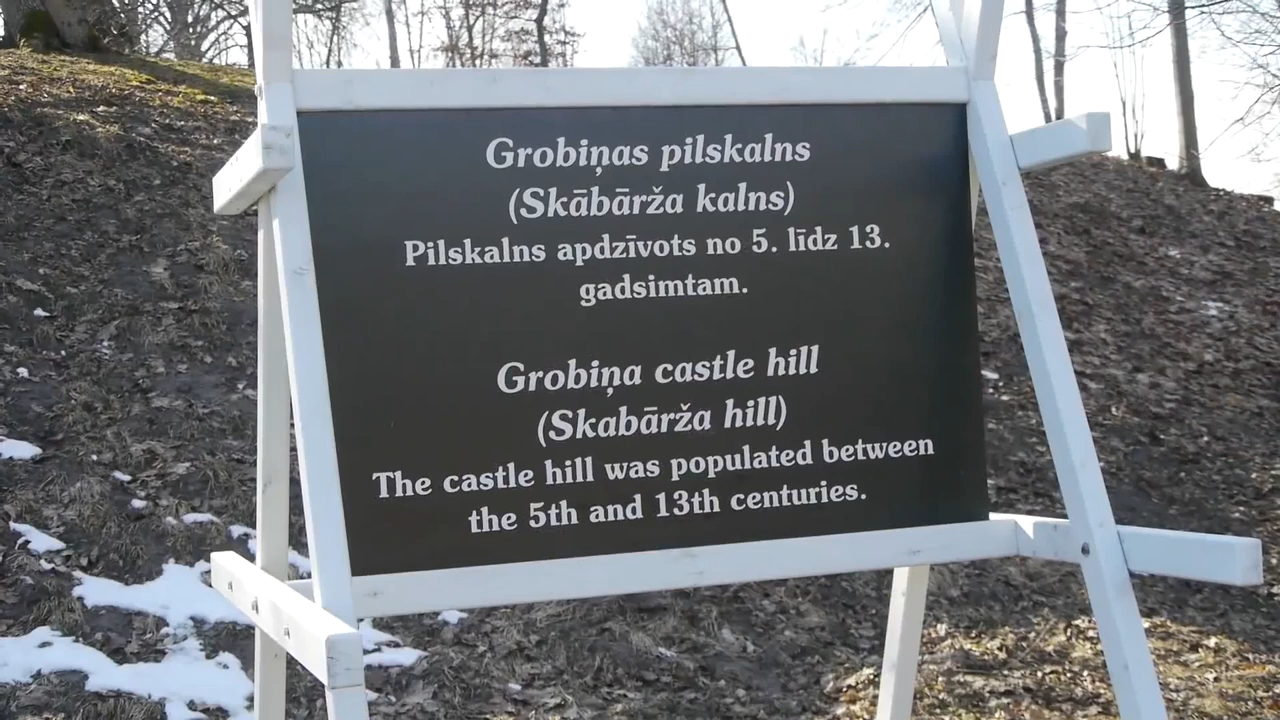 Grobiņas pilskalns
(Skābārža kalns)
Pilskalns apdzīvots no 5. līdz 13.
gadsimtam.
Grobiņa castle hill
(Skabārža hill)
The castle hill was populated between
the 5th and 13th centuries.